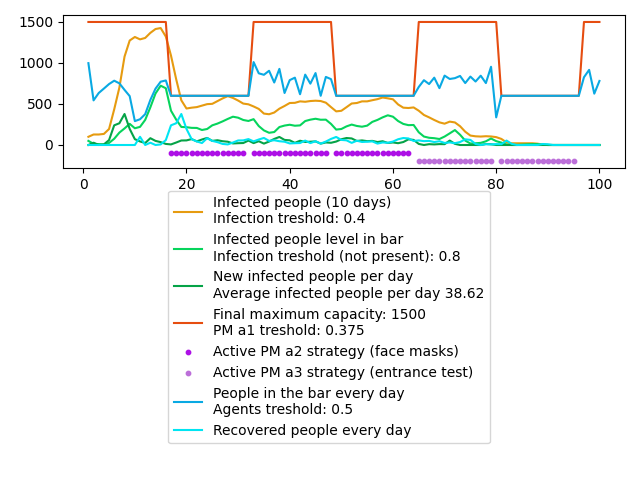 1500
1000
500
0
0 20 40 60 80 100
Infected people (10 days)
Infection treshold: 0.4
Infected people level in bar
Infection treshold (not present): 0.8
New infected people per day
Average infected people per day 38.62
Final maximum capacity: 1500
PM a1 treshold: 0.375
Active PM a2 strategy (face masks)
Active PM a3 strategy (entrance test)
People in the bar every day
Agents treshold: 0.5
Recovered people every day